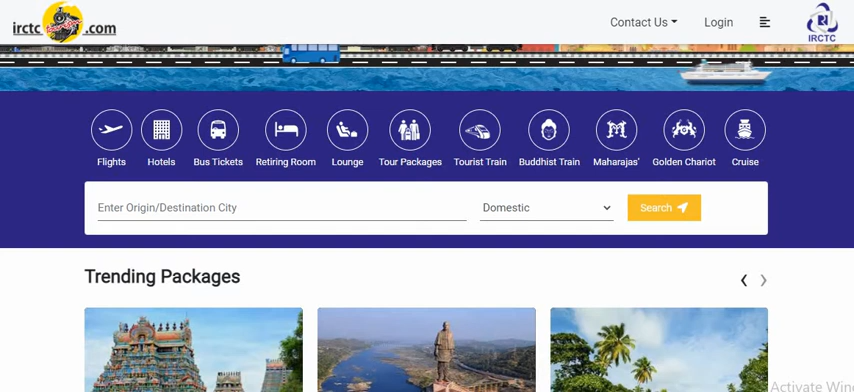 irctc .com
Contact Us
Login
IRCTC
Flights
Hotels
Bus Tickets
Retiring Room
Lounge
Tour Packages
Tourist Train
Buddhist Train
Maharajas'
Golden Chariot
Cruise
Enter Origin/Destination City
Domestic
Search
Trending Packages
Activate Win